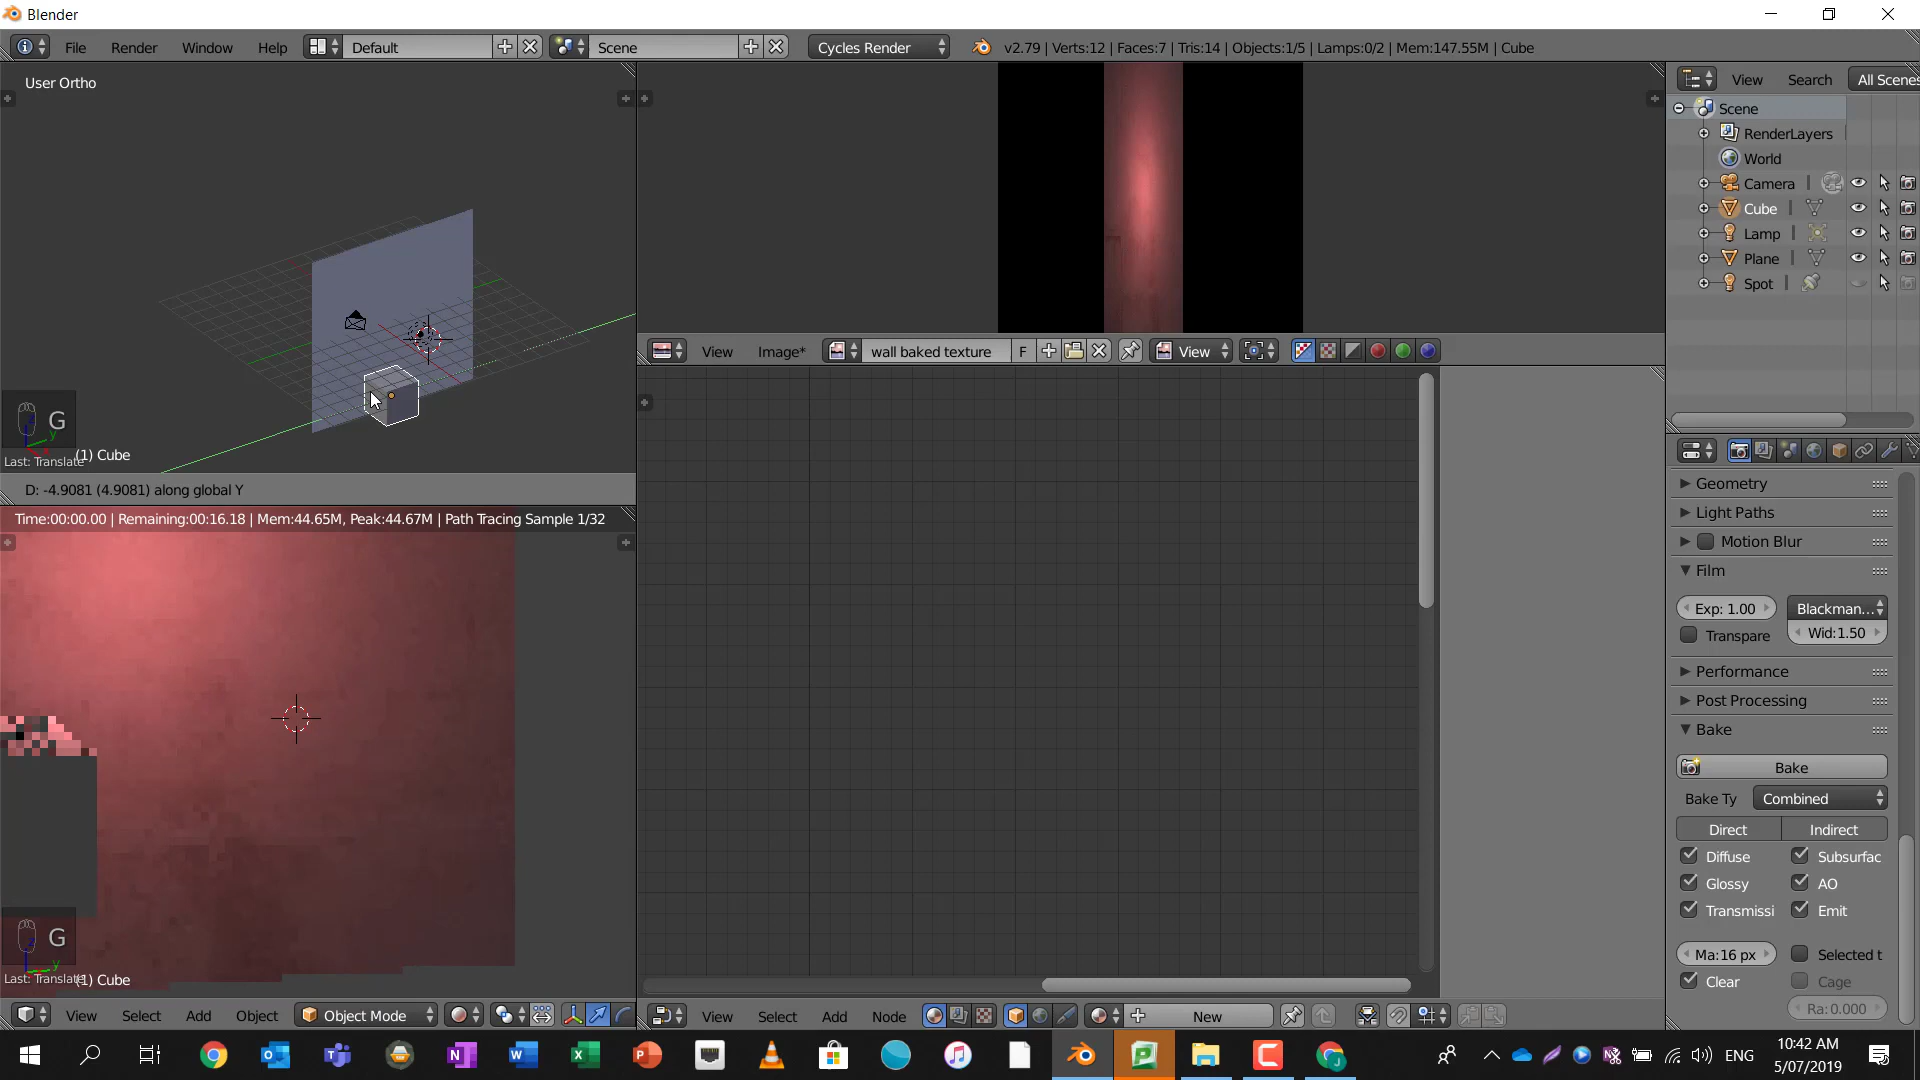 Blender
File Render Window Help Default Scene Cycles Render v2.79 | Verts:12 | Faces:7 | Tris:14 | Objects:1/5 | Lamps:0/2 | Mem:147.55M | Cube
User Ortho
G
(1) Cube
Last: Translate
D: -4.9081 (4.9081) along global Y
Time:00:00.00 | Remaining:00:16.18 | Mem:44.65M, Peak:44.67M | Path Tracing Sample 1/32
G
Last: Translate
(1) Cube
View Select Add Object Object Mode
View Image* wall baked texture F View
View Select Add Node New
View Search All Scenes
Scene
RenderLayers
World
Camera
Cube
Lamp
Plane
Spot
Geometry
Light Paths
Motion Blur
Film
Exp: 1.00 Blackman...
Transpare Wid:1.50
Performance
Post Processing
Bake
Bake
Bake Ty Combined
Direct Indirect
Diffuse Subsurfac
Glossy AO
Transmissi Emit
Ma:16 px Selected t
Clear Cage
Ra:0.000
ENG
10:42 AM
5/07/2019